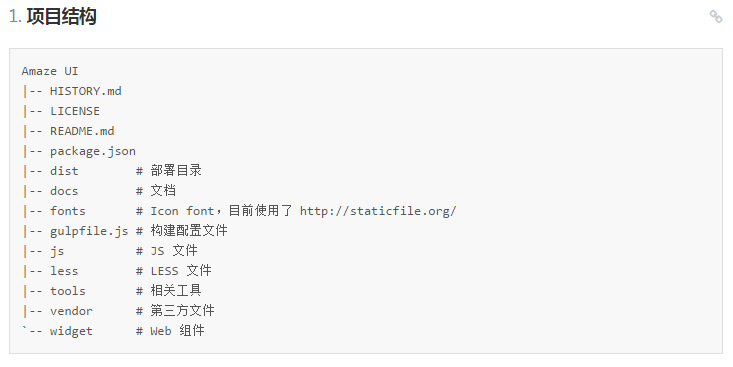 1. 项目结构
Amaze UI
|-- HISTORY.md
|-- LICENSE
|-- README.md
|-- package.json
|-- dist        # 部署目录
|-- docs        # 文档
|-- fonts       # Icon font，目前使用了 http://staticfile.org/
|-- gulpfile.js # 构建配置文件
|-- js          # JS 文件
|-- less        # LESS 文件
|-- tools       # 相关工具
|-- vendor      # 第三方文件
`-- widget      # Web 组件